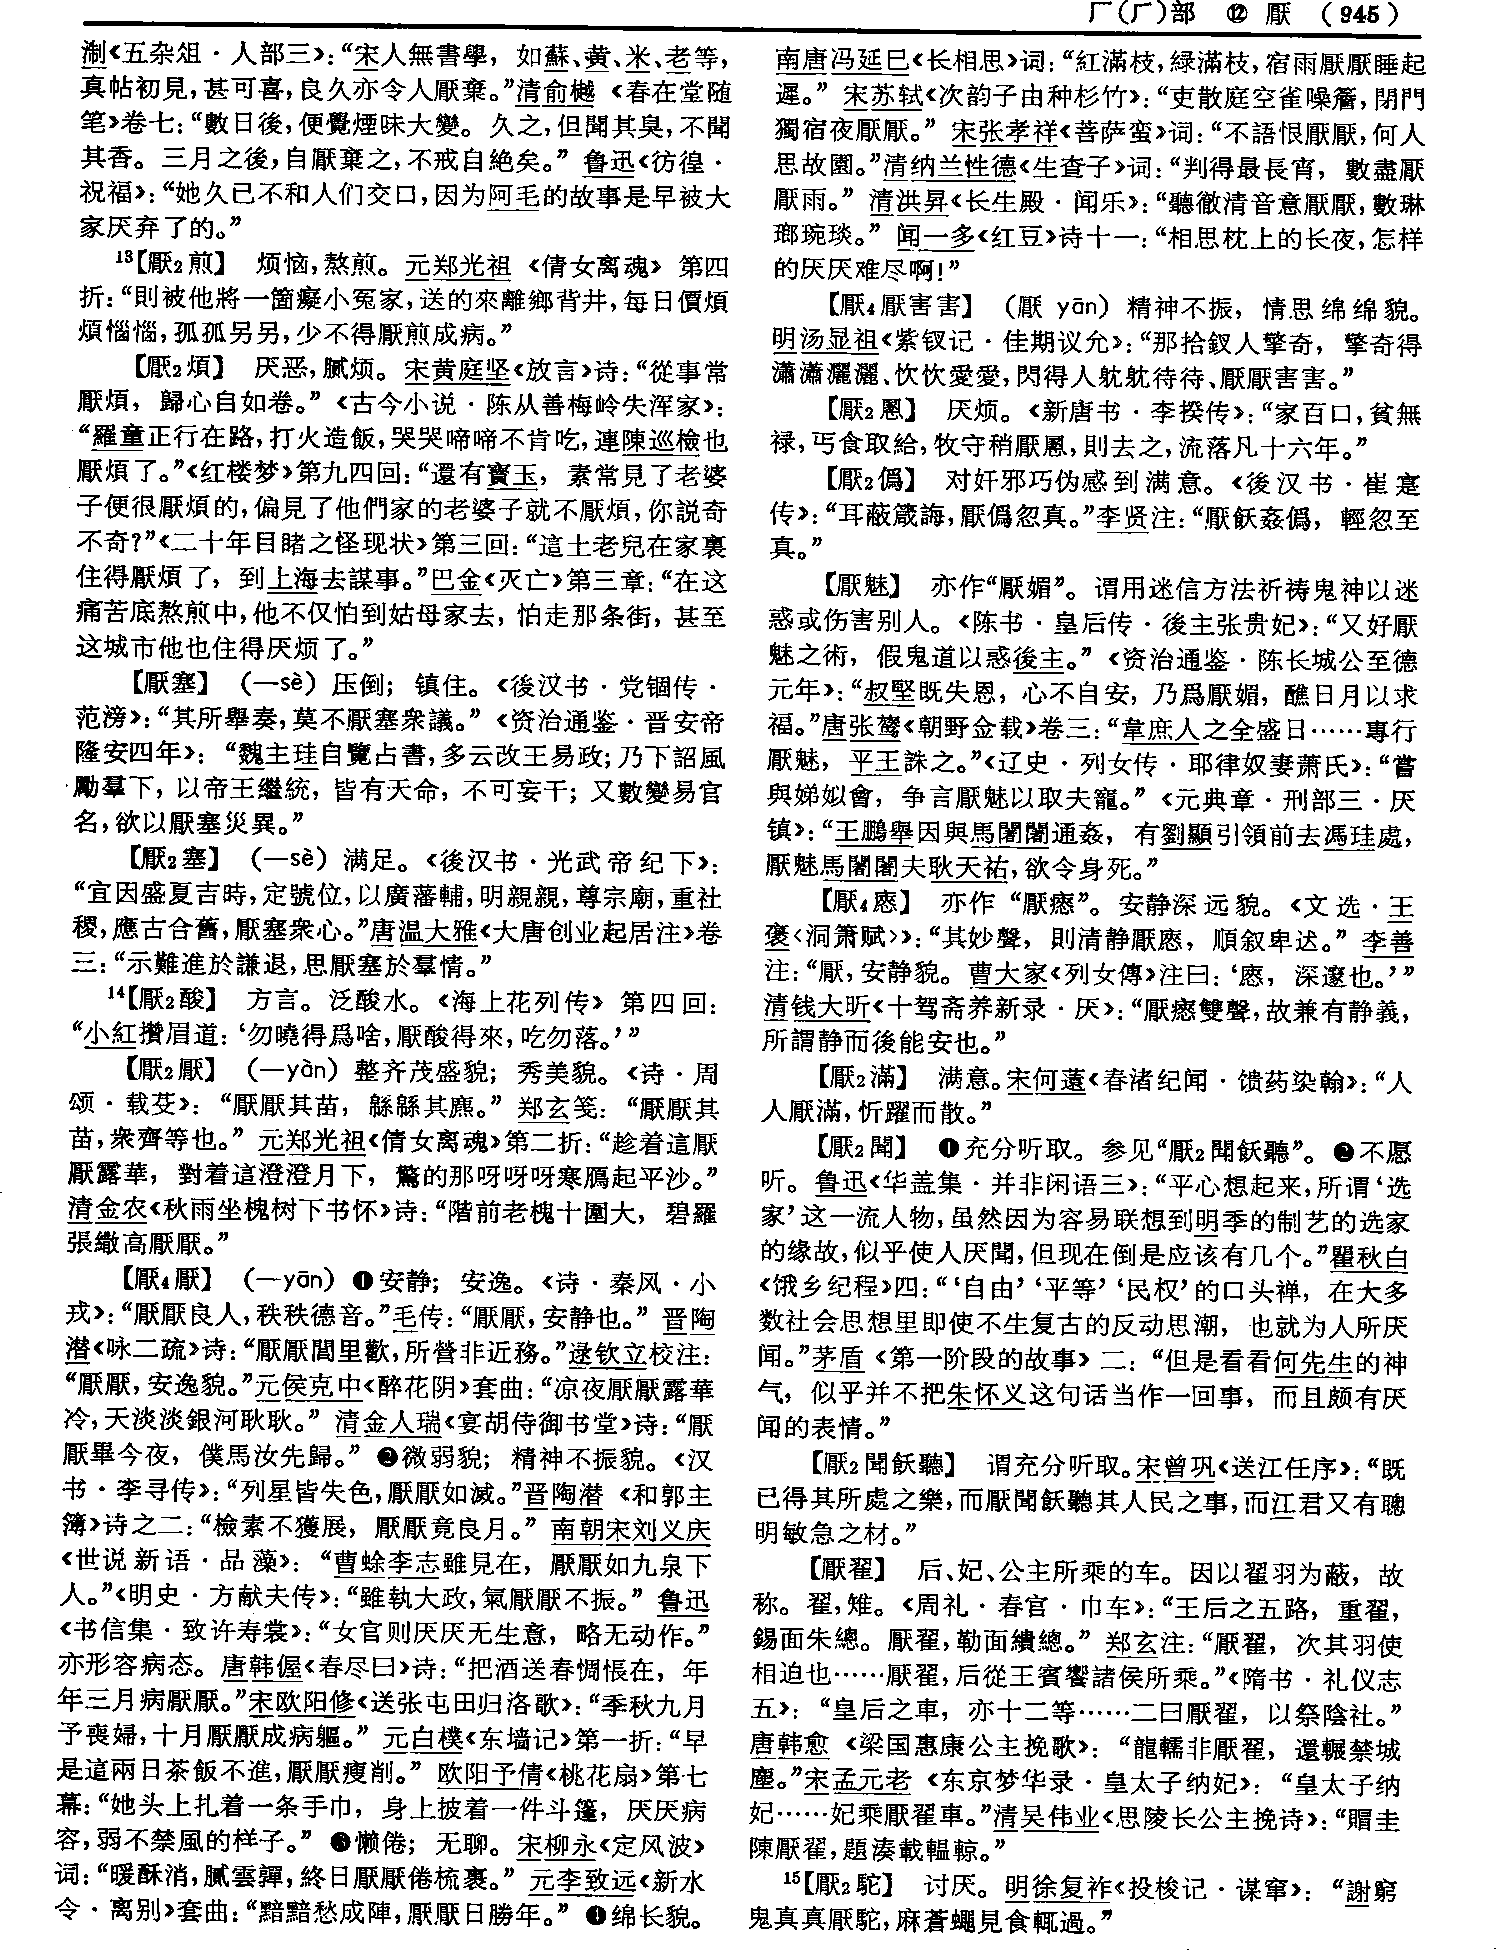 厂(厂)部 ⑫ 厭 (945)
淛《五杂俎·人部三》：“宋人無書學，如蘇、黄、米、老等，
真帖初見，甚可喜，良久亦令人厭棄。”清俞樾《春在堂随
笔》卷七：“數日後，便覺煙味大變。久之，但聞其臭，不聞
其香。三月之後，自厭棄之，不戒自絶矣。”鲁迅《彷徨·
祝福》：“她久已不和人们交口，因为阿毛的故事是早被大
家厌弃了的。”
13【厭₂煎】 烦恼，熬煎。元郑光祖《倩女离魂》第四
折：“則被他將一箇癡小冤家，送的來離鄉背井，每日價煩
煩惱惱，孤孤另另，少不得厭煎成病。”
【厭₂煩】 厌恶，腻烦。宋黄庭坚《放言》诗：“從事常
厭煩，歸心自如卷。”《古今小说·陈从善梅岭失浑家》：
“羅童正行在路，打火造飯，哭哭啼啼不肯吃，連陳巡檢也
厭煩了。”《红楼梦》第九四回：“還有寳玉，素常見了老婆
子便很厭煩的，偏見了他們家的老婆子就不厭煩，你説奇
不奇？”《二十年目睹之怪现状》第三回：“這土老兒在家裏
住得厭煩了，到上海去謀事。”巴金《灭亡》第三章：“在这
痛苦底熬煎中，他不仅怕到姑母家去，怕走那条街，甚至
这城市他也住得厌烦了。”
【厭塞】 （一sè）压倒；镇住。《後汉书·党锢传·
范滂》：“其所舉奏，莫不厭塞衆議。”《资治通鉴·晋安帝
隆安四年》：“魏主珪自覽占書，多云改王易政；乃下詔風
勵羣下，以帝王繼統，皆有天命，不可妄干；又數變易官
名，欲以厭塞災異。”
【厭₂塞】 （一sè）满足。《後汉书·光武帝纪下》：
“宜因盛夏吉時，定號位，以廣藩輔，明親親，尊宗廟，重社
稷，應古合舊，厭塞衆心。”唐温大雅《大唐创业起居注》卷
三：“示難進於謙退，思厭塞於羣情。”
14【厭₂酸】 方言。泛酸水。《海上花列传》第四回：
“小紅攢眉道：‘勿曉得爲啥，厭酸得來，吃勿落。’”
【厭₂厭】 （一yàn）整齐茂盛貌；秀美貌。《诗·周
颂·载芟》：“厭厭其苗，緜緜其麃。”郑玄笺：“厭厭其
苗，衆齊等也。”元郑光祖《倩女离魂》第二折：“趁着這厭
厭露華，對着這澄澄月下，驚的那呀呀呀寒鴈起平沙。”
清金农《秋雨坐槐树下书怀》诗：“階前老槐十圍大，碧羅
張繖高厭厭。”
【厭₄厭】 （一yān）❶安静；安逸。《诗·秦风·小
戎》：“厭厭良人，秩秩德音。”毛传：“厭厭，安静也。”晋陶
潜《咏二疏》诗：“厭厭閭里歡，所營非近務。”逯钦立校注：
“厭厭，安逸貌。”元侯克中《醉花阴》套曲：“凉夜厭厭露華
冷，天淡淡銀河耿耿。”清金人瑞《宴胡侍御书堂》诗：“厭
厭畢今夜，僕馬汝先歸。”❷微弱貌；精神不振貌。《汉
书·李寻传》：“列星皆失色，厭厭如滅。”晋陶潜《和郭主
簿》诗之二：“檢素不獲展，厭厭竟良月。”南朝宋刘义庆
《世说新语·品藻》：“曹蜍李志雖見在，厭厭如九泉下
人。”《明史·方献夫传》：“雖執大政，氣厭厭不振。”鲁迅
《书信集·致许寿裳》：“女官则厌厌无生意，略无动作。”
亦形容病态。唐韩偓《春尽日》诗：“把酒送春惆悵在，年
年三月病厭厭。”宋欧阳修《送张屯田归洛歌》：“季秋九月
予喪婦，十月厭厭成病軀。”元白樸《东墙记》第一折：“早
是這兩日茶飯不進，厭厭瘦削。”欧阳予倩《桃花扇》第七
幕：“她头上扎着一条手巾，身上披着一件斗篷，厌厌病
容，弱不禁風的样子。”❸懒倦；无聊。宋柳永《定风波》
词：“暖酥消，膩雲嚲，終日厭厭倦梳裹。”元李致远《新水
令·离别》套曲：“黯黯愁成陣，厭厭日勝年。”❹绵长貌。
南唐冯延巳《长相思》词：“紅滿枝，緑滿枝，宿雨厭厭睡起
遲。”宋苏轼《次韵子由种杉竹》：“吏散庭空雀噪簷，閉門
獨宿夜厭厭。”宋张孝祥《菩萨蛮》词：“不語恨厭厭，何人
思故園。”清纳兰性德《生查子》词：“判得最長宵，數盡厭
厭雨。”清洪昇《长生殿·闻乐》：“聽徹清音意厭厭，數琳
瑯琬琰。”闻一多《红豆》诗十一：“相思枕上的长夜，怎样
的厌厌难尽啊！”
【厭₄厭害害】 （厭 yān）精神不振，情思绵绵貌。
明汤显祖《紫钗记·佳期议允》：“那拾釵人擎奇，擎奇得
瀟瀟灑灑、忺忺愛愛，閃得人躭躭待待、厭厭害害。”
【厭₂慁】 厌烦。《新唐书·李揆传》：“家百口，貧無
禄，丐食取給，牧守稍厭慁，則去之，流落凡十六年。”
【厭₂僞】 对奸邪巧伪感到满意。《後汉书·崔寔
传》：“耳蔽箴誨，厭僞忽真。”李贤注：“厭飫姦僞，輕忽至
真。”
【厭魅】 亦作“厭媚”。谓用迷信方法祈祷鬼神以迷
惑或伤害别人。《陈书·皇后传·後主张贵妃》：“又好厭
魅之術，假鬼道以惑後主。”《资治通鉴·陈长城公至德
元年》：“叔堅既失恩，心不自安，乃爲厭媚，醮日月以求
福。”唐张鷟《朝野金载》卷三：“韋庶人之全盛日……專行
厭魅，平王誅之。”《辽史·列女传·耶律奴妻萧氏》：“嘗
與娣姒會，争言厭魅以取夫寵。”《元典章·刑部三·厌
镇》：“王鵬舉因與馬闍闍通姦，有劉顯引領前去馮珪處，
厭魅馬闍闍夫耿天祐，欲令身死。”
【厭₄㥷】 亦作“厭瘱”。安静深远貌。《文选·王
褒〈洞箫赋〉》：“其妙聲，則清静厭㥷，順叙卑迖。”李善
注：“厭，安静貌。曹大家《列女傳》注曰：‘㥷，深邃也。’”
清钱大昕《十驾斋养新录·厌》：“厭瘱雙聲，故兼有静義，
所謂静而後能安也。”
【厭₂滿】 满意。宋何薳《春渚纪闻·馈药染翰》：“人
人厭滿，忻躍而散。”
【厭₂聞】 ❶充分听取。参见“厭₂聞飫聽”。❷不愿
听。鲁迅《华盖集·并非闲语三》：“平心想起来，所谓‘选
家’这一流人物，虽然因为容易联想到明季的制艺的选家
的缘故，似乎使人厌聞，但现在倒是应该有几个。”瞿秋白
《饿乡纪程》四：“‘自由’‘平等’‘民权’的口头禅，在大多
数社会思想里即使不生复古的反动思潮，也就为人所厌
闻。”茅盾《第一阶段的故事》二：“但是看看何先生的神
气，似乎并不把朱怀义这句话当作一回事，而且颇有厌
闻的表情。”
【厭₂聞飫聽】 谓充分听取。宋曾巩《送江任序》：“既
已得其所處之樂，而厭聞飫聽其人民之事，而江君又有聰
明敏急之材。”
【厭翟】 后、妃、公主所乘的车。因以翟羽为蔽，故
称。翟，雉。《周礼·春官·巾车》：“王后之五路，重翟，
錫面朱總。厭翟，勒面繢總。”郑玄注：“厭翟，次其羽使
相迫也……厭翟，后從王賓饗諸侯所乘。”《隋书·礼仪志
五》：“皇后之車，亦十二等……二曰厭翟，以祭陰社。”
唐韩愈《梁国惠康公主挽歌》：“龍轜非厭翟，還輾禁城
塵。”宋孟元老《东京梦华录·皇太子纳妃》：“皇太子纳
妃……妃乘厭翟車。”清吴伟业《思陵长公主挽诗》：“賵圭
陳厭翟，題湊載輼輬。”
15【厭₂駝】 讨厌。明徐复祚《投梭记·谋窜》：“謝窮
鬼真真厭駝，麻蒼蠅見食輒過。”